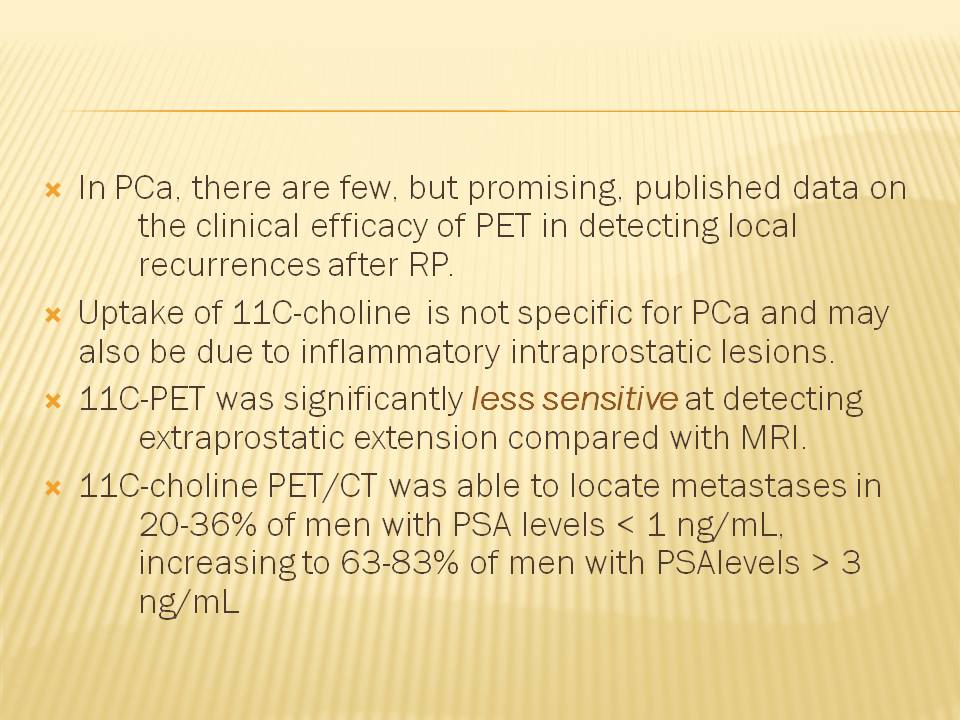 In PCa, there are few, but promising, published data on
the clinical efficacy of PET in detecting local
recurrences after RP.
Uptake of 11C-choline is not specific for PCa and may
also be due to inflammatory intraprostatic lesions.
11C-PET was significantly less sensitive at detecting
extraprostatic extension compared with MRI.
11C-choline PET/CT was able to locate metastases in
20-36% of men with PSA levels < 1 ng/mL,
increasing to 63-83% of men with PSAlevels > 3
ng/mL